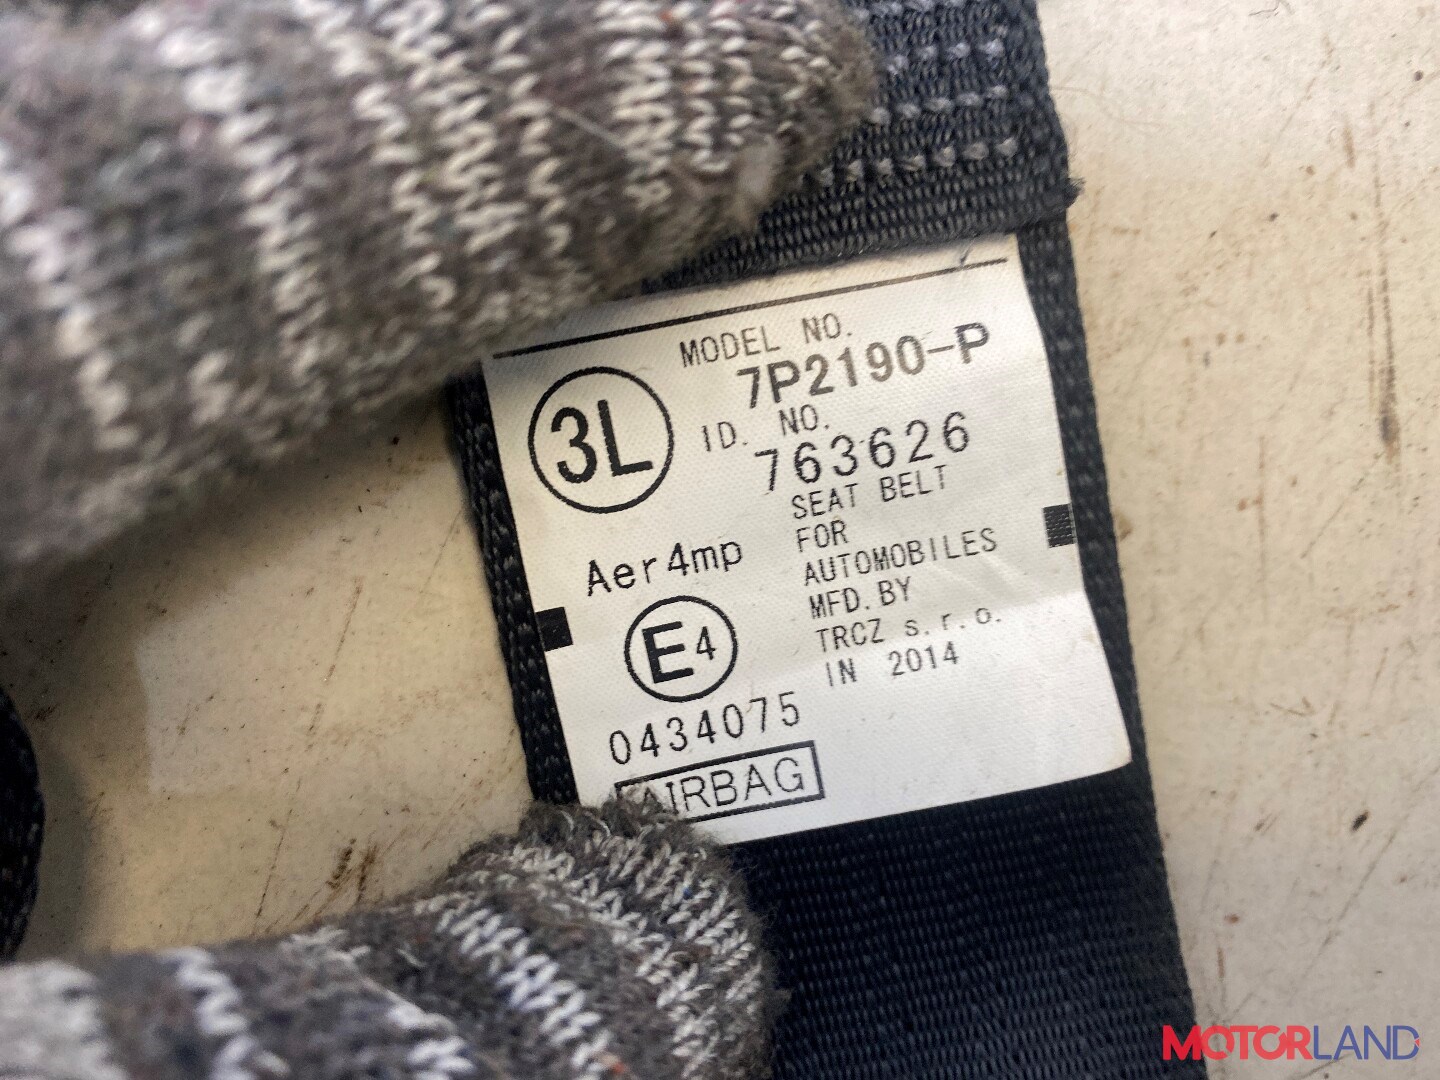 MODEL NO.
7P2190-P
3L
ID. NO.
763626
SEAT BELT
FOR
AUTOMOBILES
MFD. BY
TRCZ s.r.o.
IN 2014
Aer4mp
E4
0434075
AIRBAG
MOTORLAND